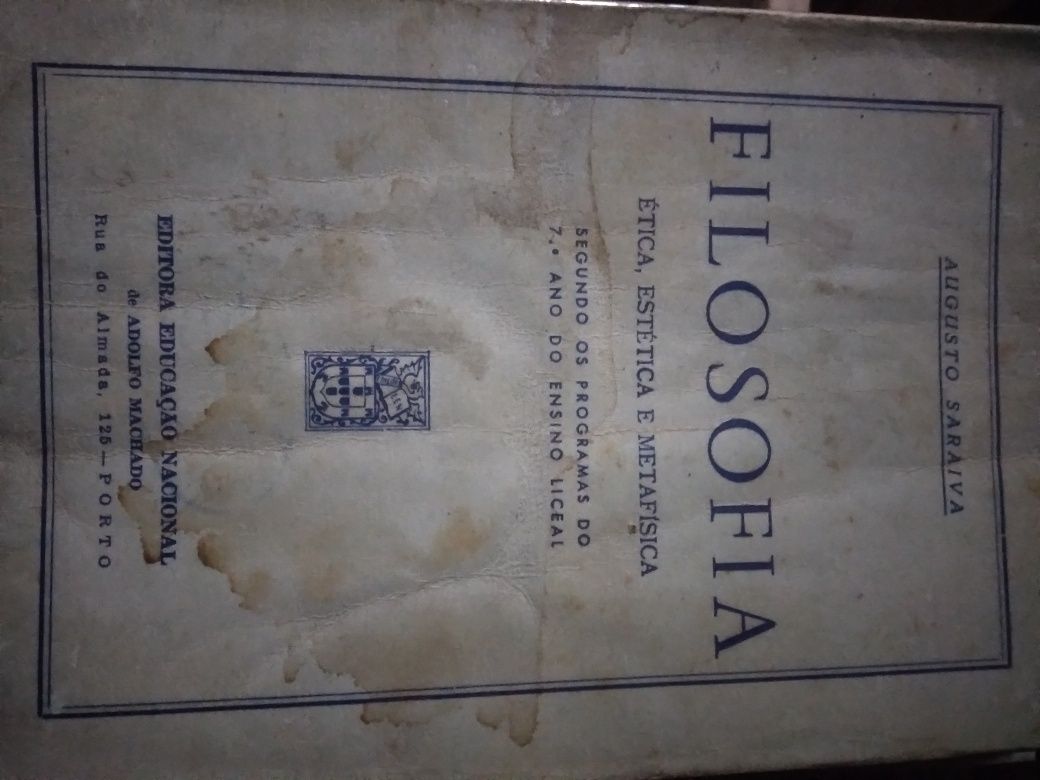 AUGUSTO SARAIVA
FILOSOFIA
ÉTICA, ESTÉTICA E METAFÍSICA
SEGUNDO OS PROGRAMAS DO
7.º ANO DO ENSINO LICEAL
EDITORA EDUCAÇÃO NACIONAL
de ADOLFO MACHADO
Rua do Almada, 125 — PORTO